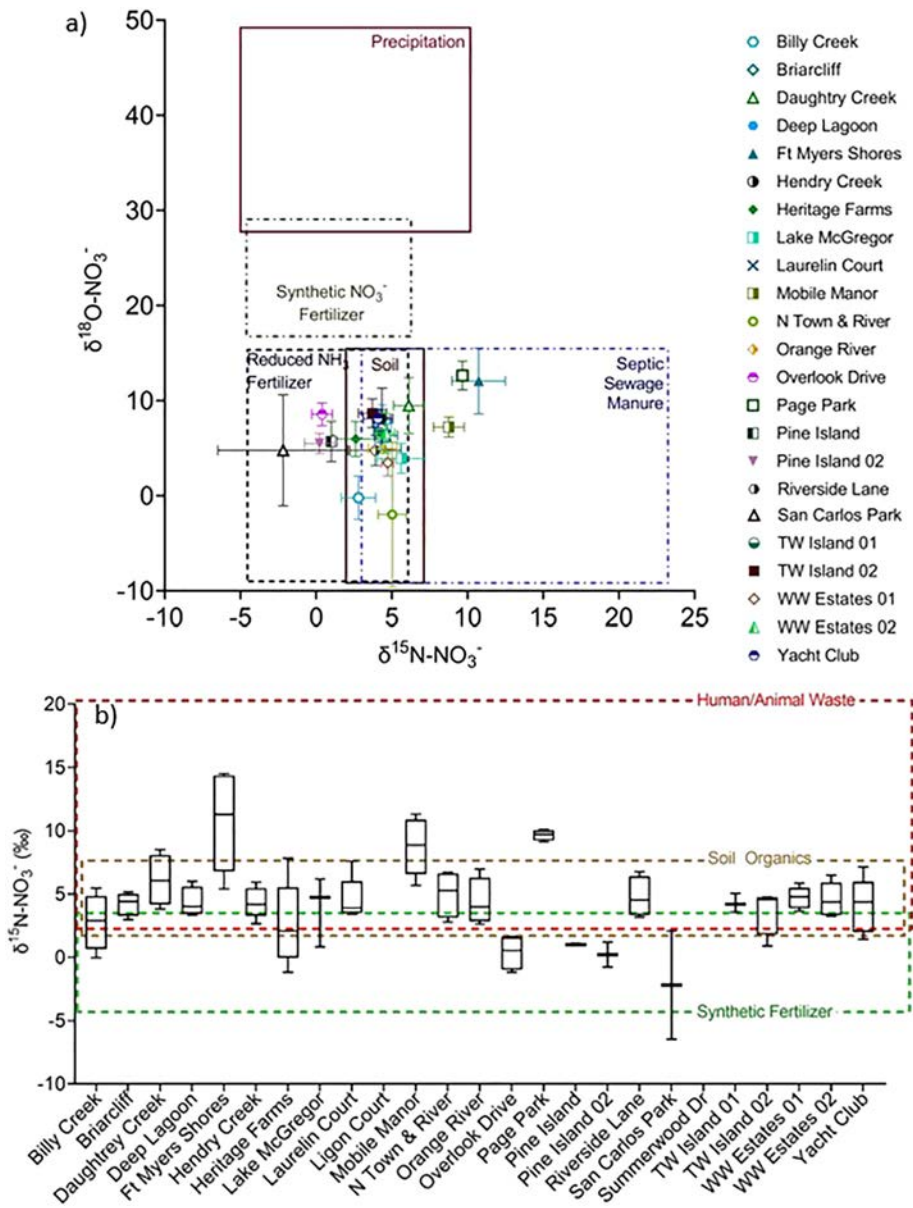 a)
50
40
30
20
10
0
-10
δ18O-NO3-
Precipitation
Synthetic NO3-
Fertilizer
Reduced NH3
Fertilizer
Soil
Septic
Sewage
Manure
-10 -5 0 5 10 15 20 25
δ15N-NO3-
Billy Creek
Briarcliff
Daughtry Creek
Deep Lagoon
Ft Myers Shores
Hendry Creek
Heritage Farms
Lake McGregor
Laurelin Court
Mobile Manor
N Town & River
Orange River
Overlook Drive
Page Park
Pine Island
Pine Island 02
Riverside Lane
San Carlos Park
TW Island 01
TW Island 02
WW Estates 01
WW Estates 02
Yacht Club
b)
20
15
10
5
0
-5
-10
δ15N-NO3- (‰)
Human/Animal Waste
Soil Organics
Synthetic Fertilizer
Billy Creek
Briarcliff
Daughtrey Creek
Deep Lagoon
Ft Myers Shores
Hendry Creek
Heritage Farms
Lake McGregor
Laurelin Court
Ligon Court
Mobile Manor
N Town & River
Orange River
Overlook Drive
Page Park
Pine Island
Pine Island 02
Riverside Lane
San Carlos Park
Summerwood Dr
TW Island 01
TW Island 02
WW Estates 01
WW Estates 02
Yacht Club